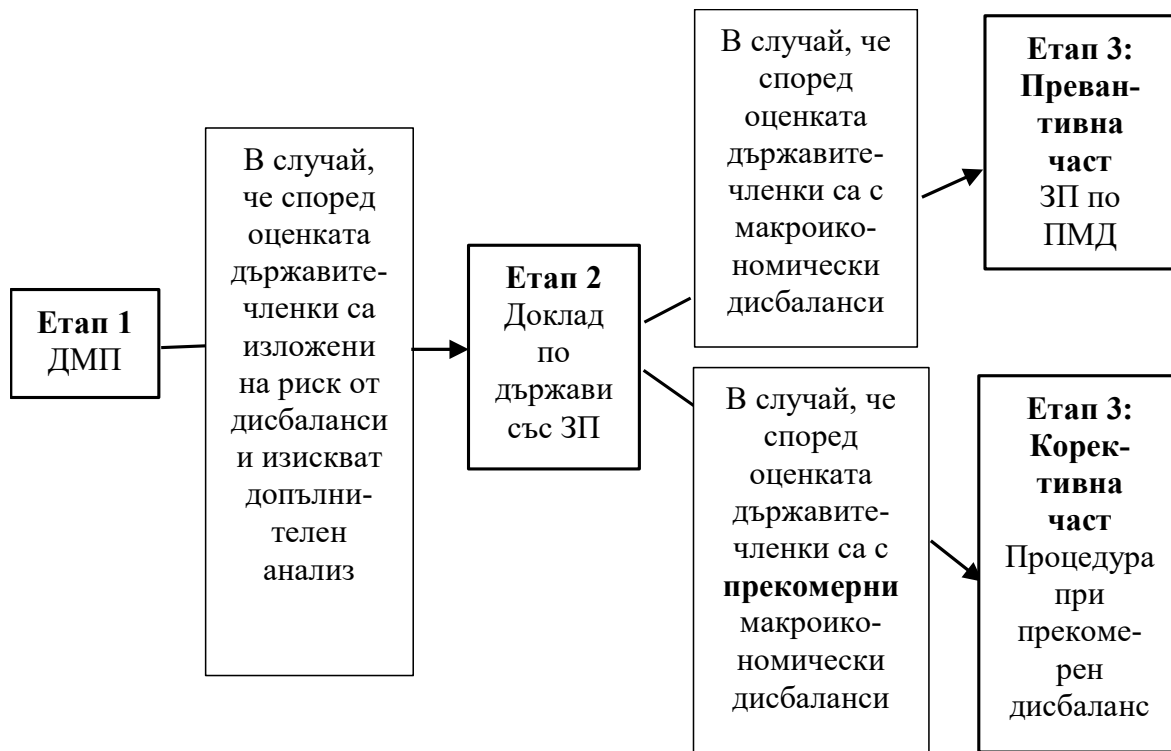 Етап 1
ДМП
В случай,
че според
оценката
държавите-
членки са
изложени
на риск от
дисбаланси
и изискват
допълни-
телен
анализ
Етап 2
Доклад
по
държави
със ЗП
В случай, че
според
оценката
държавите-
членки са с
макроико-
номически
дисбаланси
Етап 3:
Преван-
тивна
част
ЗП по
ПМД
В случай, че
според
оценката
държавите-
членки са с
прекомерни
макроико-
номически
дисбаланси
Етап 3:
Корек-
тивна
част
Процедура
при
прекоме-
рен
дисбаланс